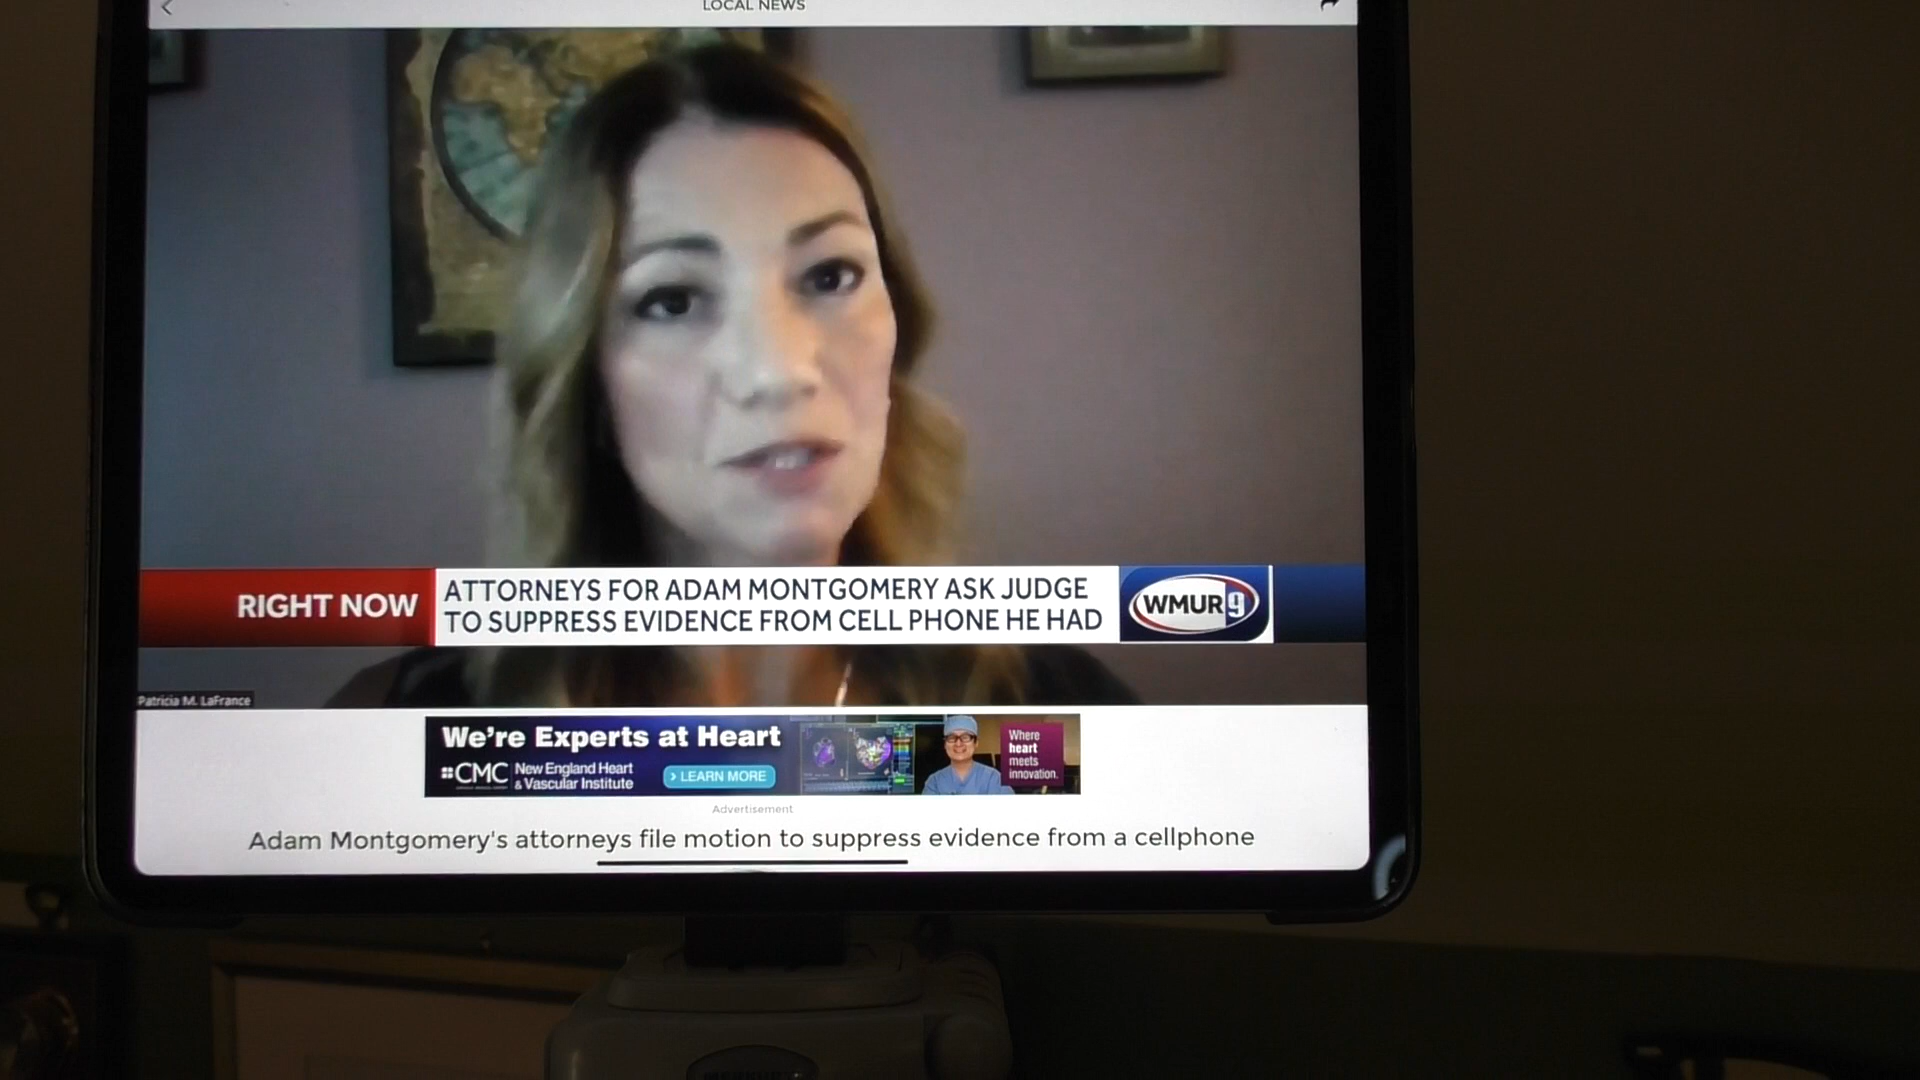 LOCAL NEWS
RIGHT NOW
ATTORNEYS FOR ADAM MONTGOMERY ASK JUDGE
TO SUPPRESS EVIDENCE FROM CELL PHONE HE HAD
WMUR 9
Patricia M. LaFrance
We're Experts at Heart
CMC
New England Heart
& Vascular Institute
› LEARN MORE
Where
heart
meets
innovation.
Advertisement
Adam Montgomery's attorneys file motion to suppress evidence from a cellphone